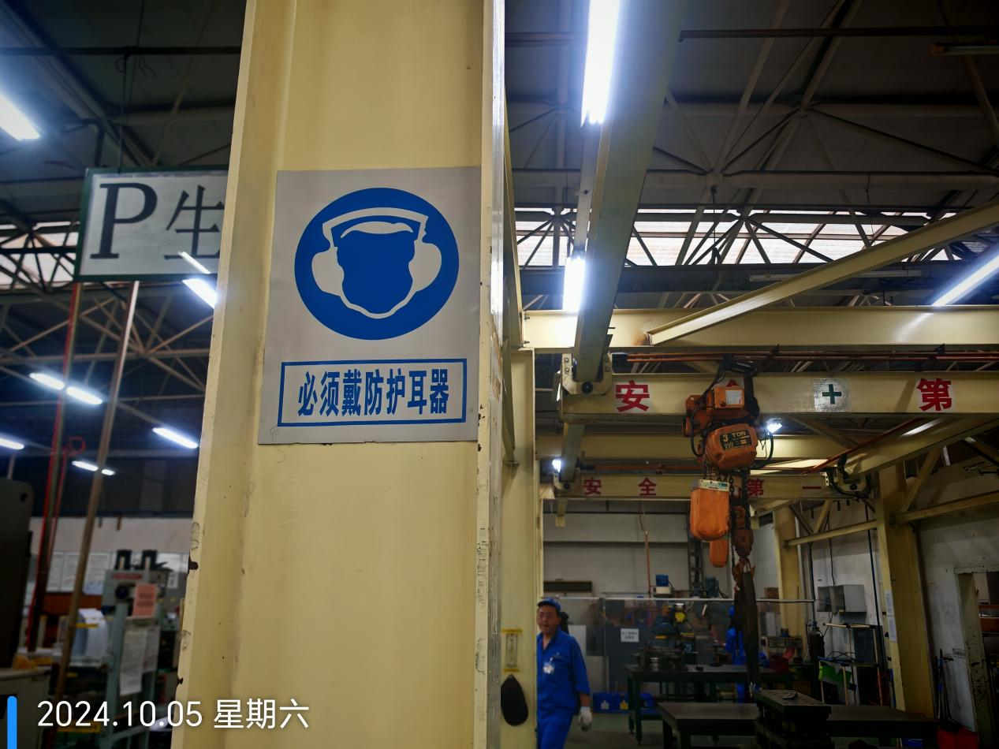 P 生
必须戴防护耳器
安 全 + 第
3 TON
安 全 第 一
2024.10.05 星期六